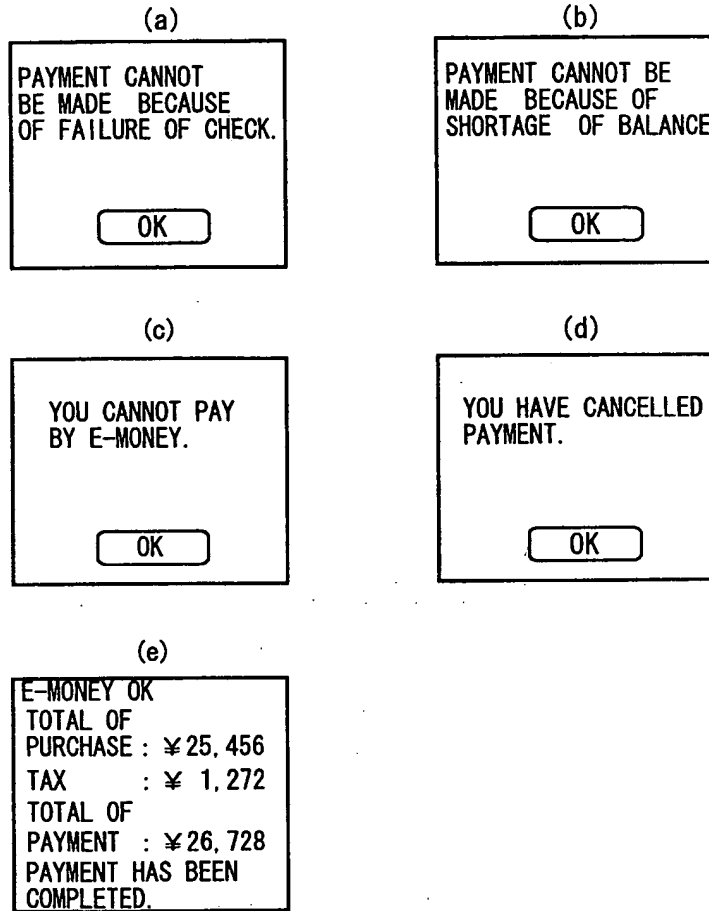 (a)
PAYMENT CANNOT
BE MADE BECAUSE
OF FAILURE OF CHECK.
OK
(b)
PAYMENT CANNOT BE
MADE BECAUSE OF
SHORTAGE OF BALANCE
OK
(c)
YOU CANNOT PAY
BY E-MONEY.
OK
(d)
YOU HAVE CANCELLED
PAYMENT.
OK
(e)
E-MONEY OK
TOTAL OF
PURCHASE : ¥25,456
TAX : ¥ 1,272
TOTAL OF
PAYMENT : ¥26,728
PAYMENT HAS BEEN
COMPLETED.